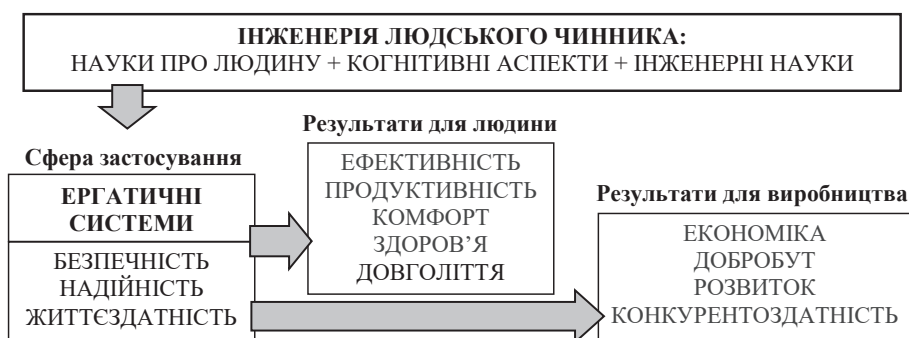 ІНЖЕНЕРІЯ ЛЮДСЬКОГО ЧИННИКА:
НАУКИ ПРО ЛЮДИНУ + КОГНІТИВНІ АСПЕКТИ + ІНЖЕНЕРНІ НАУКИ
Сфера застосування
ЕРГАТИЧНІ
СИСТЕМИ
БЕЗПЕЧНІСТЬ
НАДІЙНІСТЬ
ЖИТТЄЗДАТНІСТЬ
Результати для людини
ЕФЕКТИВНІСТЬ
ПРОДУКТИВНІСТЬ
КОМФОРТ
ЗДОРОВ’Я
ДОВГОЛІТТЯ
Результати для виробництва
ЕКОНОМІКА
ДОБРОБУТ
РОЗВИТОК
КОНКУРЕНТОЗДАТНІСТЬ